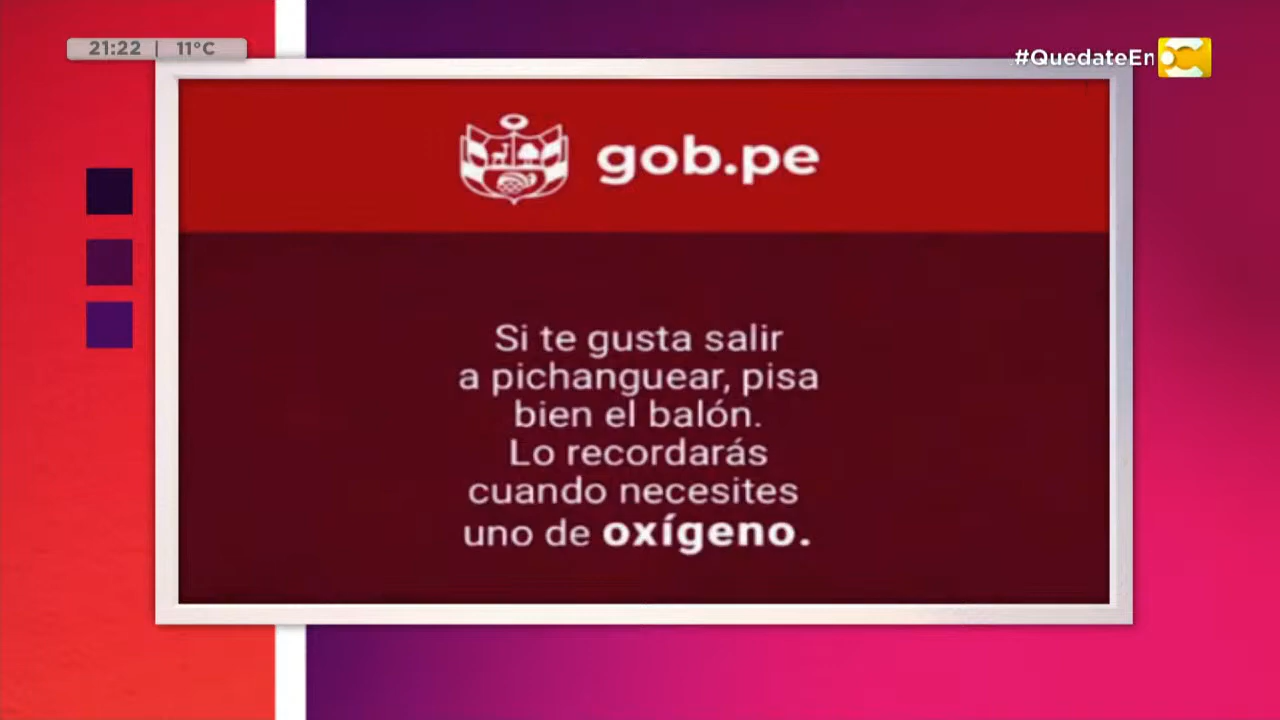 21:22 | 11°C
#QuedateEn
gob.pe
Si te gusta salir
a pichanguear, pisa
bien el balón.
Lo recordarás
cuando necesites
uno de oxígeno.